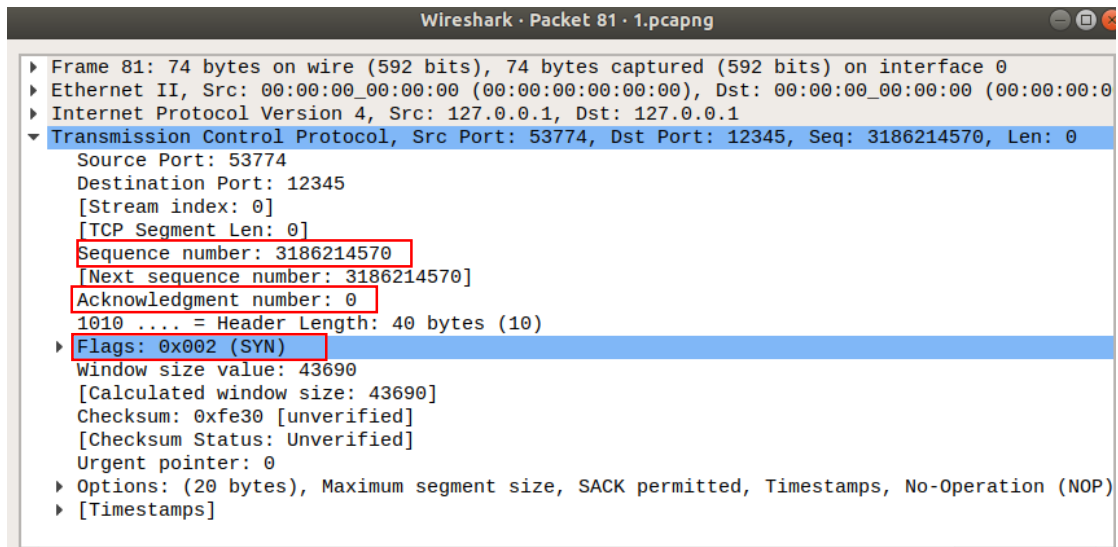 Wireshark · Packet 81 · 1.pcapng
Frame 81: 74 bytes on wire (592 bits), 74 bytes captured (592 bits) on interface 0
Ethernet II, Src: 00:00:00_00:00:00 (00:00:00:00:00:00), Dst: 00:00:00_00:00:00 (00:00:00:0
Internet Protocol Version 4, Src: 127.0.0.1, Dst: 127.0.0.1
Transmission Control Protocol, Src Port: 53774, Dst Port: 12345, Seq: 3186214570, Len: 0
Source Port: 53774
Destination Port: 12345
[Stream index: 0]
[TCP Segment Len: 0]
Sequence number: 3186214570
[Next sequence number: 3186214570]
Acknowledgment number: 0
1010 .... = Header Length: 40 bytes (10)
Flags: 0x002 (SYN)
Window size value: 43690
[Calculated window size: 43690]
Checksum: 0xfe30 [unverified]
[Checksum Status: Unverified]
Urgent pointer: 0
Options: (20 bytes), Maximum segment size, SACK permitted, Timestamps, No-Operation (NOP)
[Timestamps]